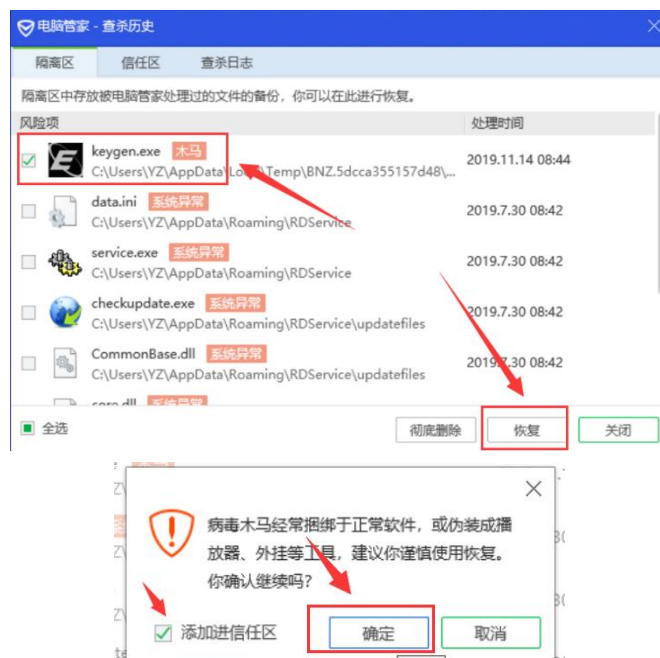 电脑管家 - 查杀历史
隔离区 信任区 查杀日志
隔离区中存放被电脑管家处理过的文件的备份，你可以在此进行恢复。
风险项 处理时间
keygen.exe 木马
C:\Users\YZ\AppData\Local\Temp\BNZ.5dcca355157d48\... 2019.11.14 08:44
data.ini 系统异常
C:\Users\YZ\AppData\Roaming\RDService 2019.7.30 08:42
service.exe 系统异常
C:\Users\YZ\AppData\Roaming\RDService 2019.7.30 08:42
checkupdate.exe 系统异常
C:\Users\YZ\AppData\Roaming\RDService\updatefiles 2019.7.30 08:42
CommonBase.dll 系统异常
C:\Users\YZ\AppData\Roaming\RDService\updatefiles 2019.7.30 08:42
core.dll 系统异常
全选 彻底删除 恢复 关闭
病毒木马经常捆绑于正常软件，或伪装成播
放器、外挂等工具，建议你谨慎使用恢复。
你确认继续吗？
添加进信任区 确定 取消